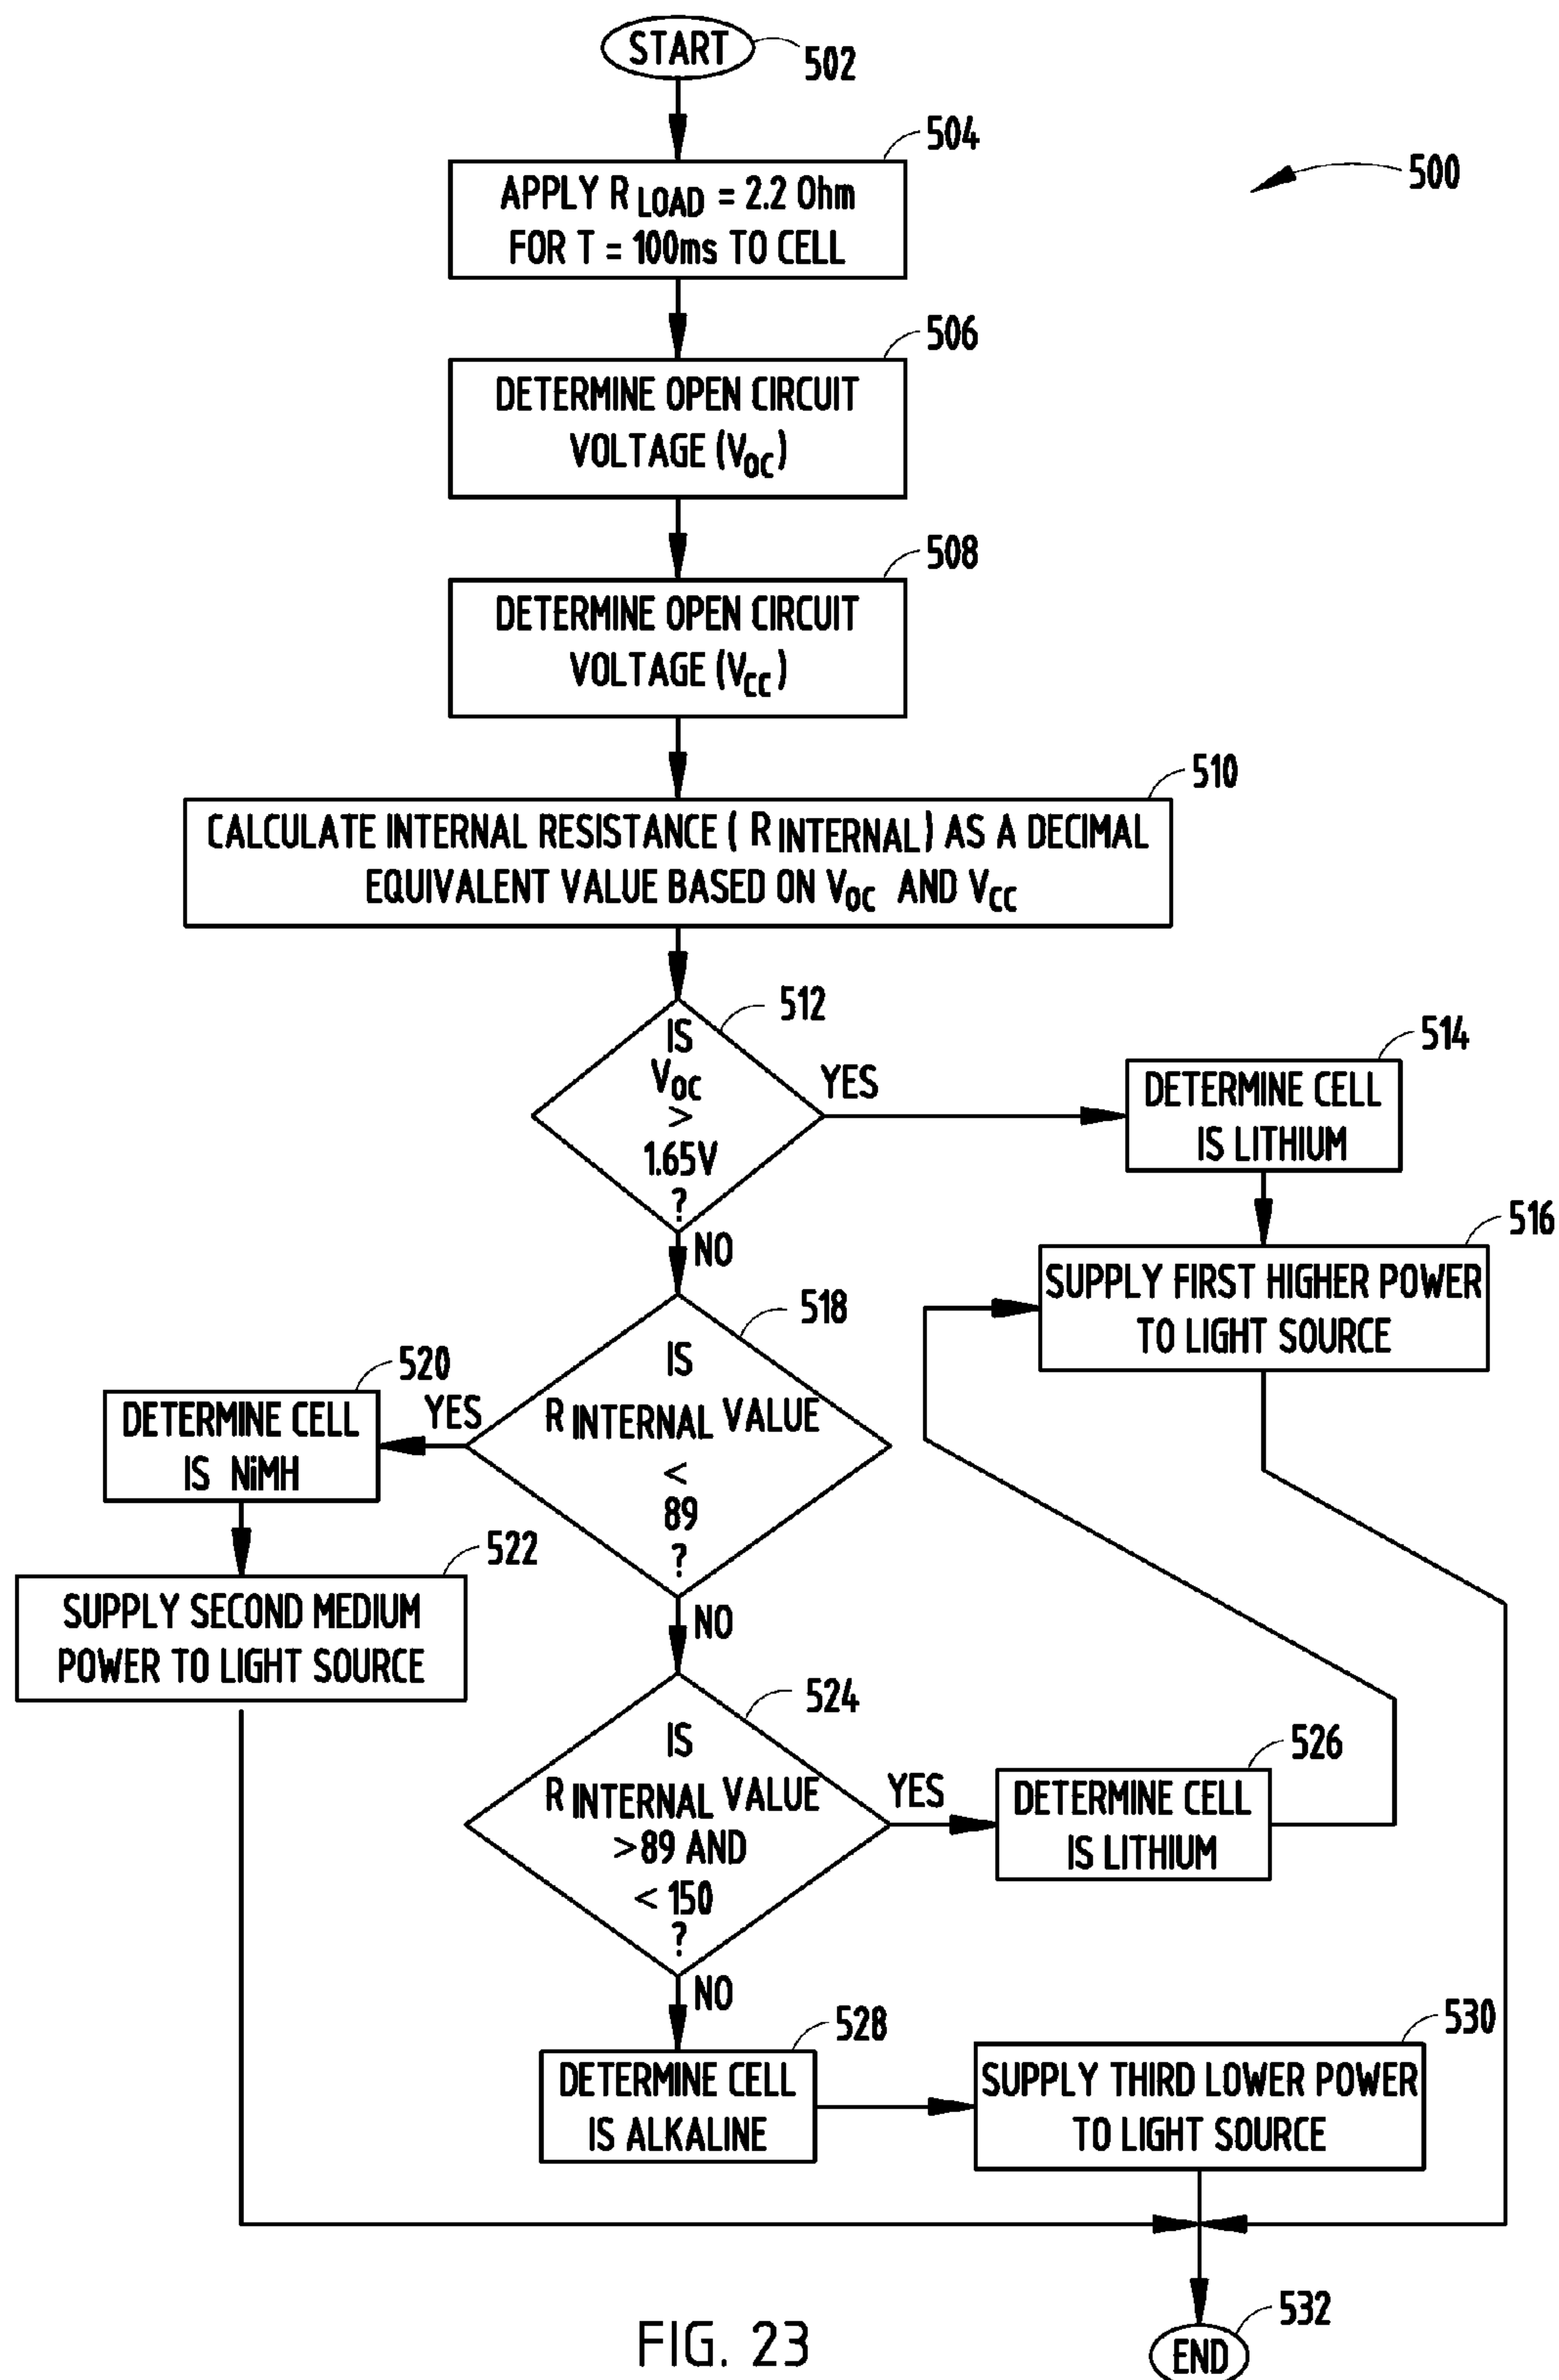 START
502
504
500
APPLY R LOAD = 2.2 Ohm
FOR T = 100ms TO CELL
506
DETERMINE OPEN CIRCUIT
VOLTAGE (VOC)
508
DETERMINE OPEN CIRCUIT
VOLTAGE (VCC)
510
CALCULATE INTERNAL RESISTANCE ( R INTERNAL) AS A DECIMAL
EQUIVALENT VALUE BASED ON VOC AND VCC
512
IS
VOC
>
1.65V
?
YES
NO
514
DETERMINE CELL
IS LITHIUM
516
SUPPLY FIRST HIGHER POWER
TO LIGHT SOURCE
518
IS
R INTERNAL VALUE
<
89
?
YES
NO
520
DETERMINE CELL
IS NiMH
522
SUPPLY SECOND MEDIUM
POWER TO LIGHT SOURCE
524
IS
R INTERNAL VALUE
>89 AND
< 150
?
YES
NO
526
DETERMINE CELL
IS LITHIUM
528
DETERMINE CELL
IS ALKALINE
530
SUPPLY THIRD LOWER POWER
TO LIGHT SOURCE
532
END
FIG. 23